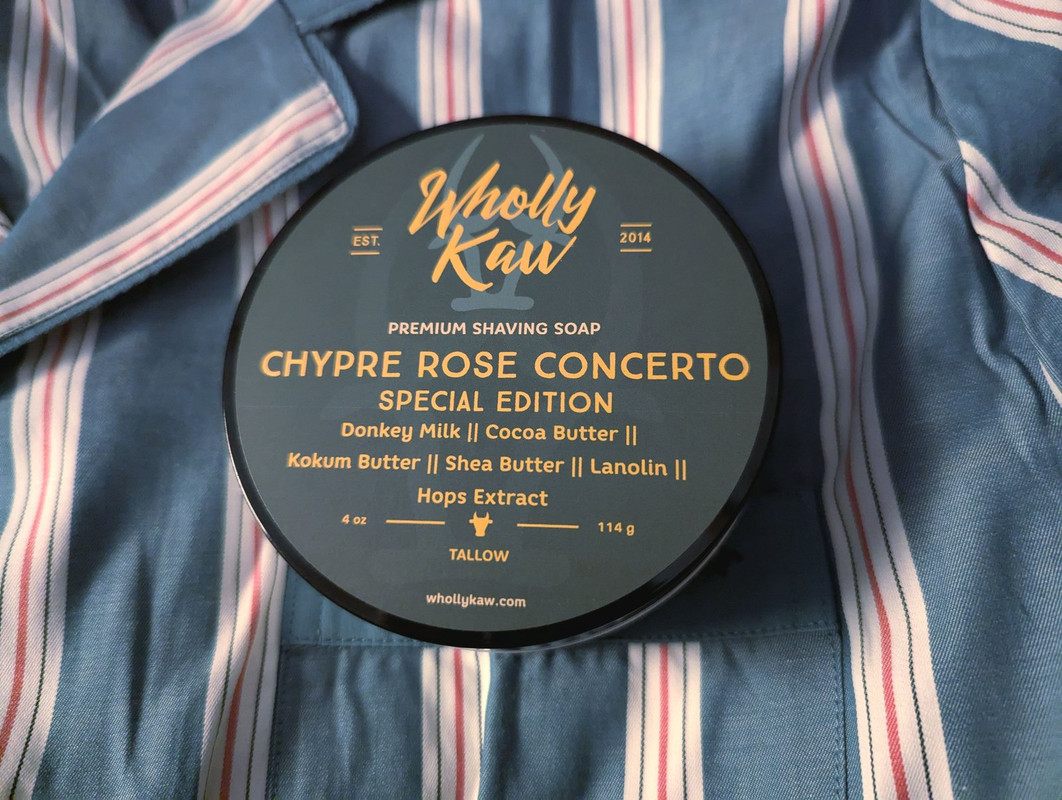 Wholly
Kaw
EST.
2014
PREMIUM SHAVING SOAP
CHYPRE ROSE CONCERTO
SPECIAL EDITION
Donkey Milk || Cocoa Butter ||
Kokum Butter || Shea Butter || Lanolin ||
Hops Extract
4 oz
114 g
TALLOW
whollykaw.com